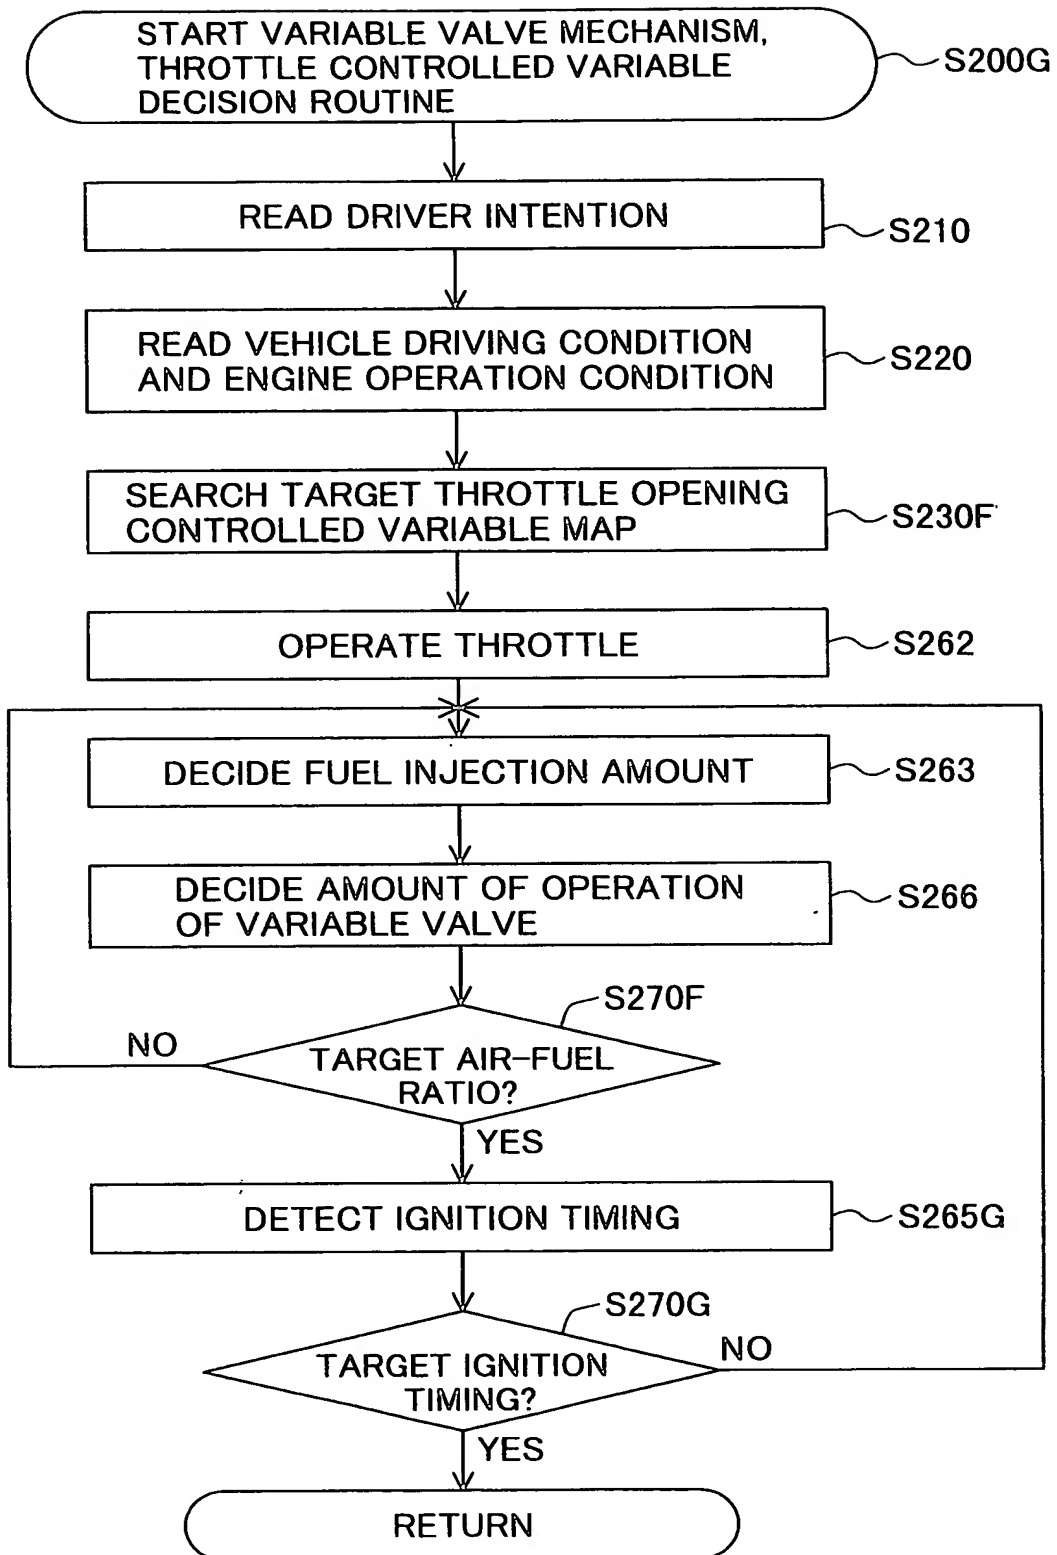 START VARIABLE VALVE MECHANISM,
THROTTLE CONTROLLED VARIABLE
DECISION ROUTINE
S200G
READ DRIVER INTENTION
S210
READ VEHICLE DRIVING CONDITION
AND ENGINE OPERATION CONDITION
S220
SEARCH TARGET THROTTLE OPENING
CONTROLLED VARIABLE MAP
S230F
OPERATE THROTTLE
S262
DECIDE FUEL INJECTION AMOUNT
S263
DECIDE AMOUNT OF OPERATION
OF VARIABLE VALVE
S266
S270F
NO
TARGET AIR-FUEL
RATIO?
YES
DETECT IGNITION TIMING
S265G
S270G
NO
TARGET IGNITION
TIMING?
YES
RETURN